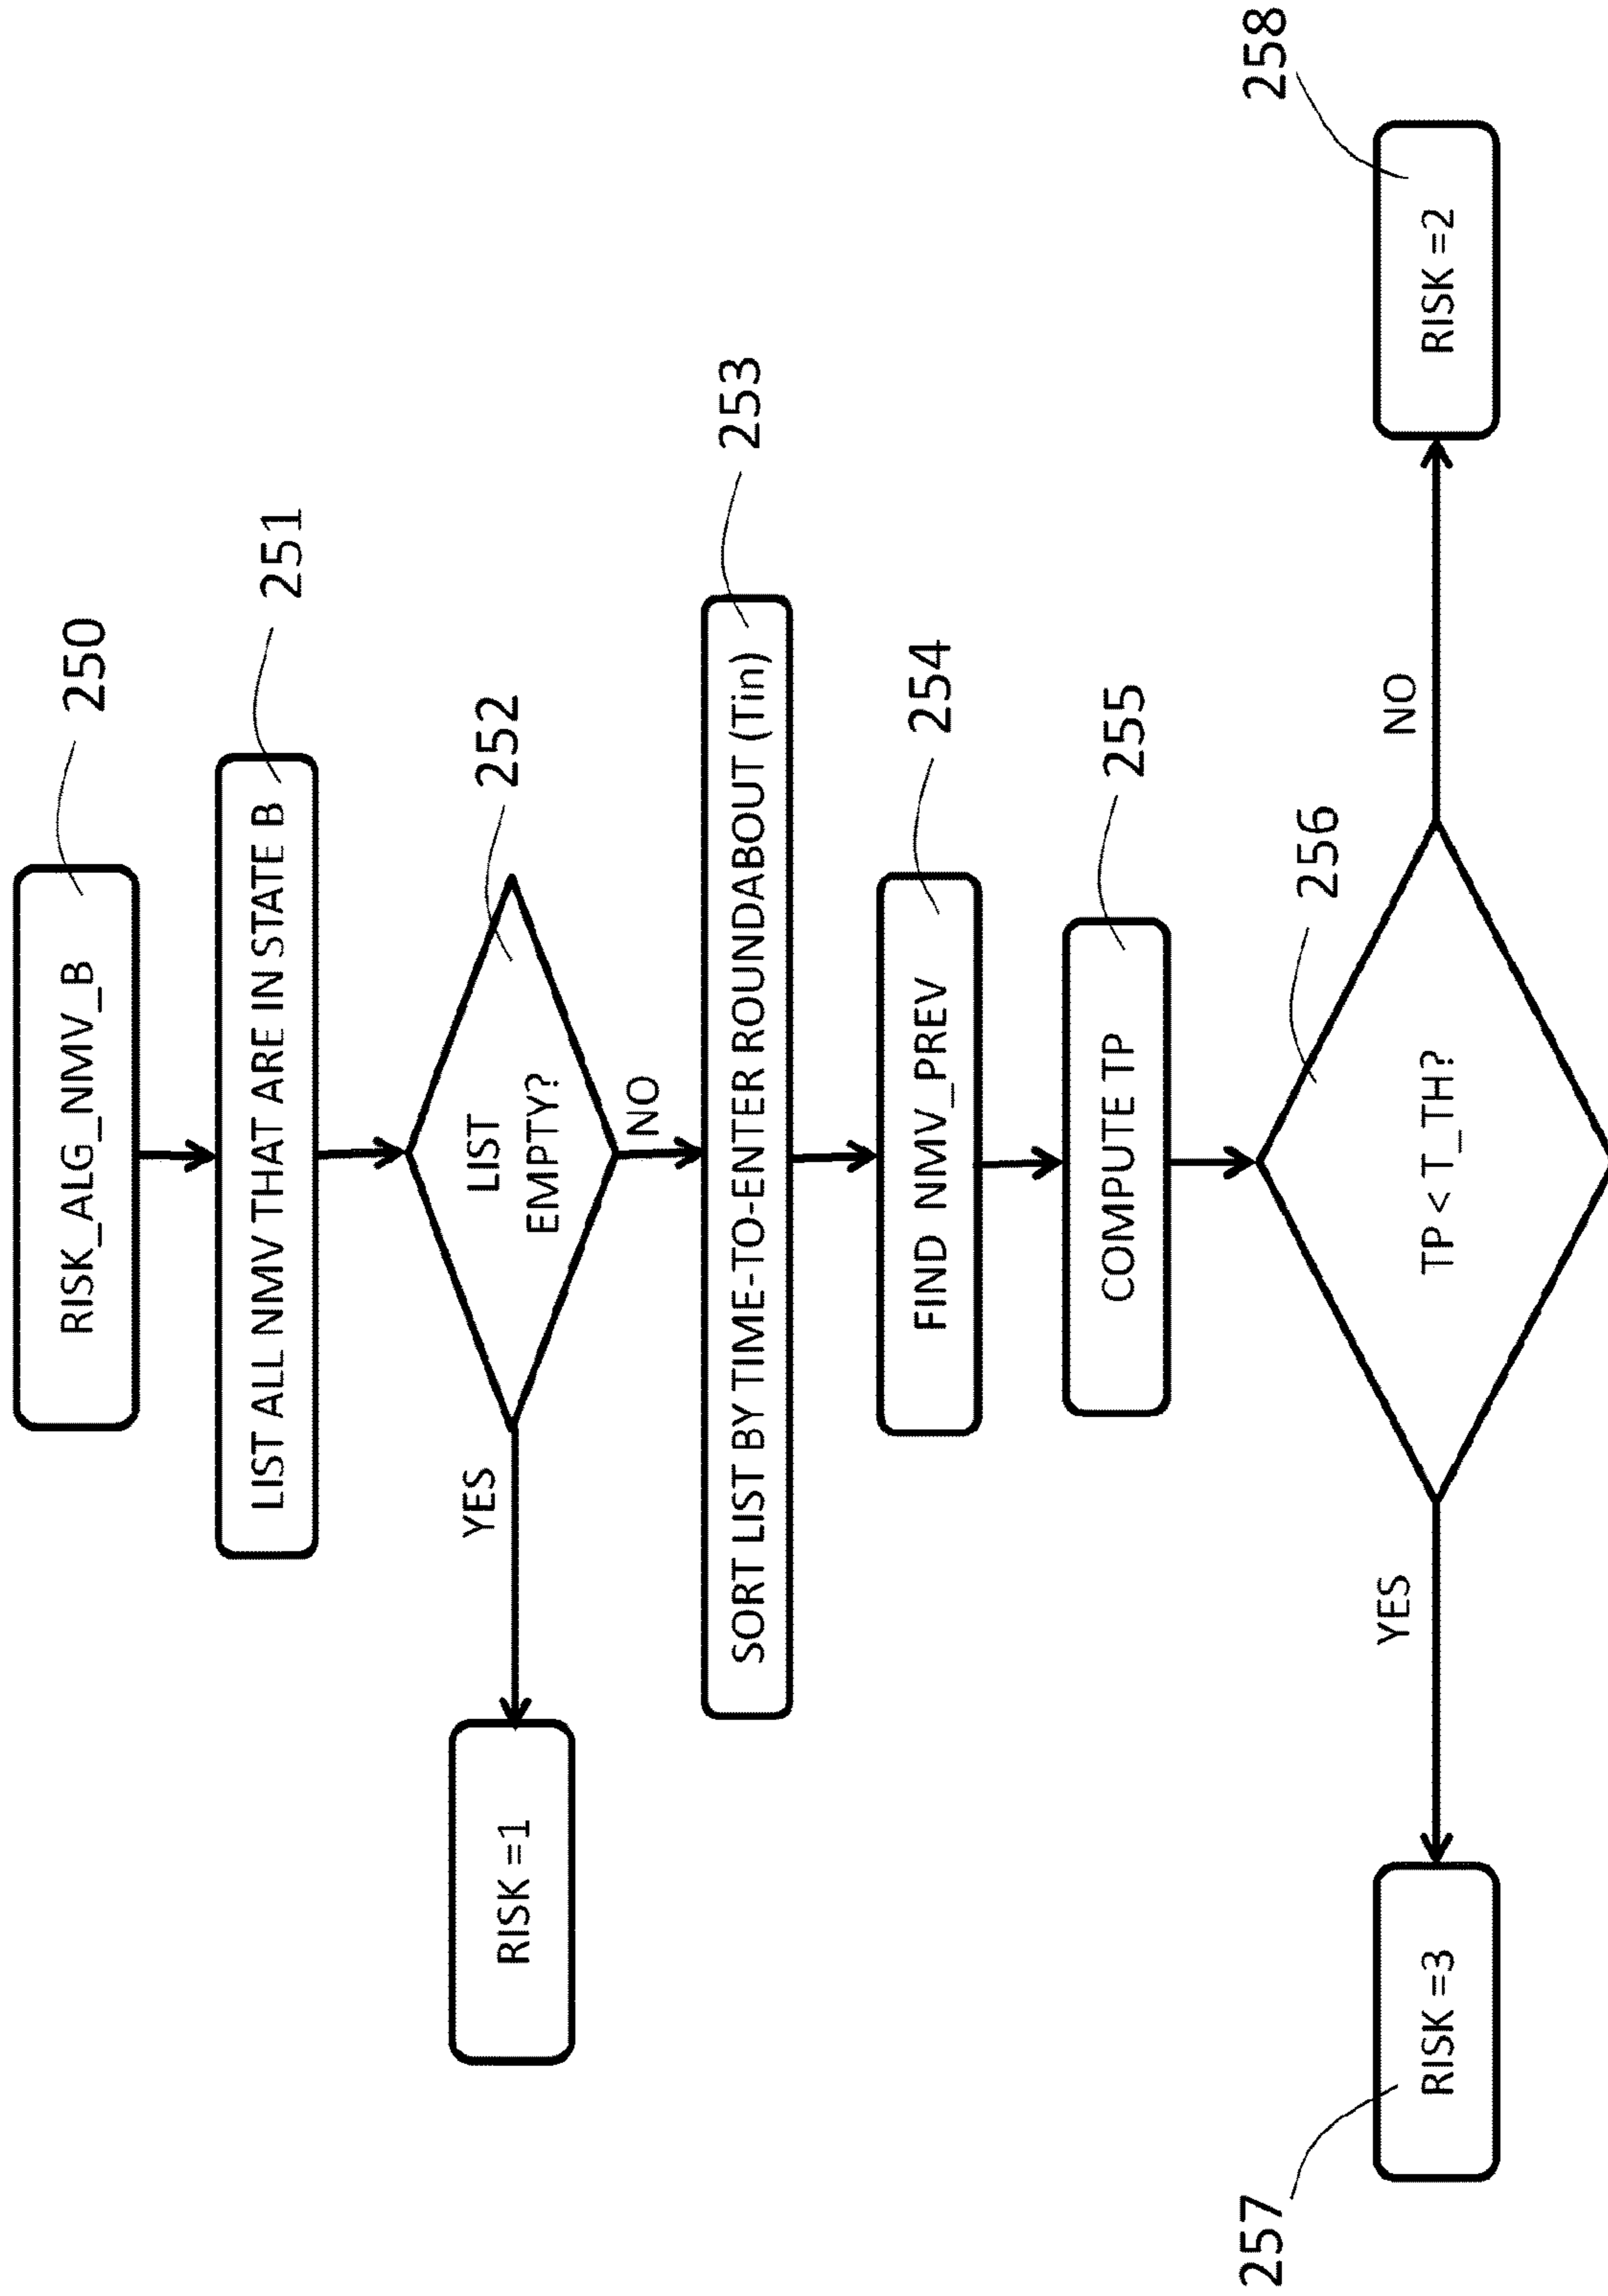 250
RISK_ALG_NMV_B
251
LIST ALL NMV THAT ARE IN STATE B
252
LIST
EMPTY?
YES
NO
RISK =1
253
SORT LIST BY TIME-TO-ENTER ROUNDABOUT (Tin)
254
FIND NMV_PREV
255
COMPUTE TP
256
TP < T_TH?
YES
NO
257
RISK =3
258
RISK =2